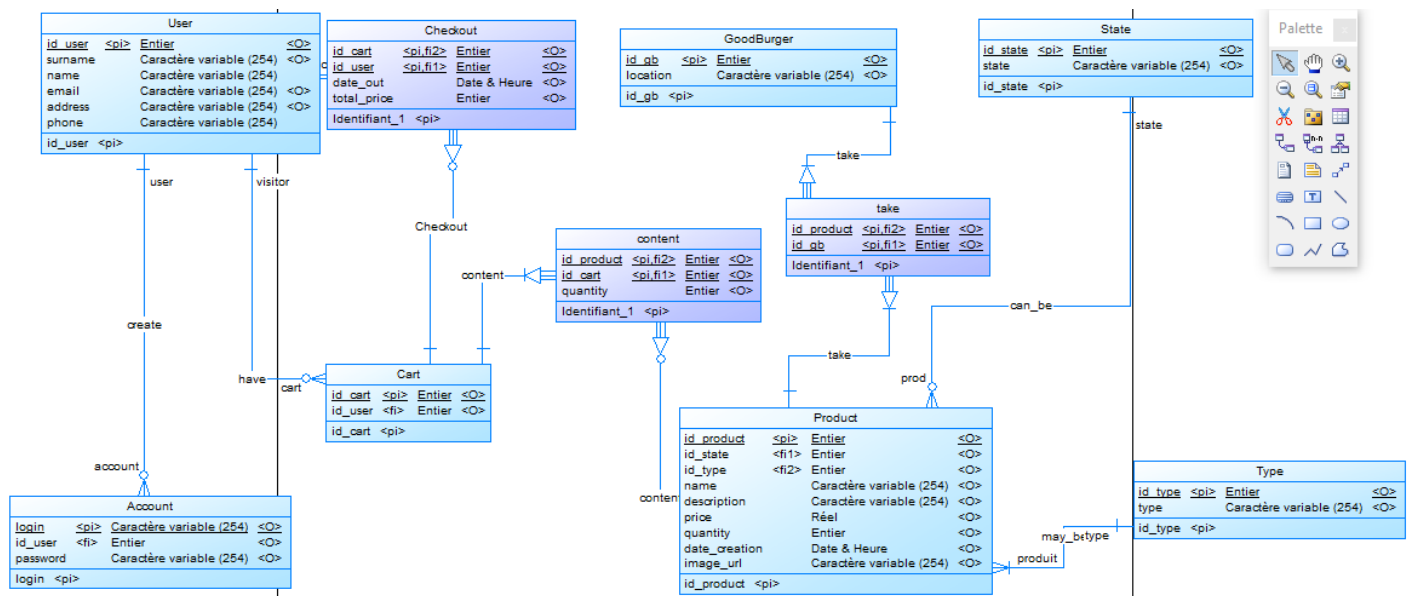 User
id_user <pi> Entier <O>
surname Caractère variable (254) <O>
name Caractère variable (254)
email Caractère variable (254) <O>
address Caractère variable (254) <O>
phone Caractère variable (254)
id_user <pi>
Checkout
id_cart <pi,fi2> Entier <O>
id_user <pi,fi1> Entier <O>
date_out Date & Heure <O>
total_price Entier <O>
Identifiant_1 <pi>
GoodBurger
id_gb <pi> Entier <O>
location Caractère variable (254) <O>
id_gb <pi>
State
id_state <pi> Entier <O>
state Caractère variable (254) <O>
id_state <pi>
Palette
state
take
user
visitor
Checkout
take
id_product <pi,fi2> Entier <O>
id_gb <pi,fi1> Entier <O>
Identifiant_1 <pi>
content
id_product <pi,fi2> Entier <O>
id_cart <pi,fi1> Entier <O>
quantity Entier <O>
Identifiant_1 <pi>
content
can_be
create
take
have
cart
prod
Cart
id_cart <pi> Entier <O>
id_user <fi> Entier <O>
id_cart <pi>
Product
id_product <pi> Entier <O>
id_state <fi1> Entier <O>
id_type <fi2> Entier <O>
name Caractère variable (254) <O>
description Caractère variable (254) <O>
price Réel <O>
quantity Entier <O>
date_creation Date & Heure <O>
image_url Caractère variable (254) <O>
id_product <pi>
account
content
Account
login <pi> Caractère variable (254) <O>
id_user <fi> Entier <O>
password Caractère variable (254) <O>
login <pi>
Type
id_type <pi> Entier <O>
type Caractère variable (254) <O>
id_type <pi>
type
produit